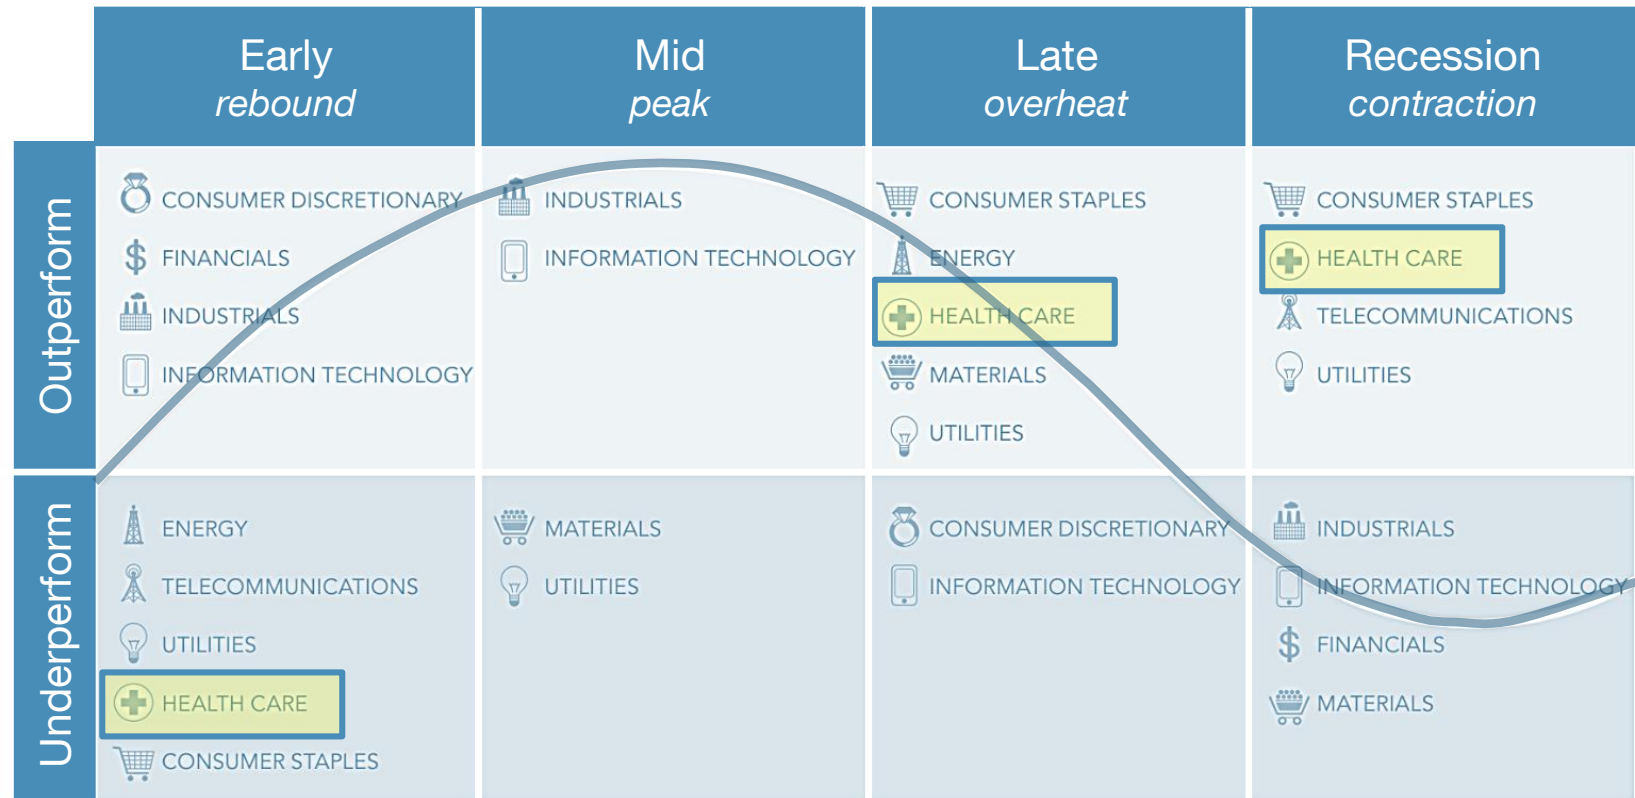 Early
rebound
Mid
peak
Late
overheat
Recession
contraction
Outperform
CONSUMER DISCRETIONARY
FINANCIALS
INDUSTRIALS
INFORMATION TECHNOLOGY
INDUSTRIALS
INFORMATION TECHNOLOGY
CONSUMER STAPLES
ENERGY
HEALTH CARE
MATERIALS
UTILITIES
CONSUMER STAPLES
HEALTH CARE
TELECOMMUNICATIONS
UTILITIES
Underperform
ENERGY
TELECOMMUNICATIONS
UTILITIES
HEALTH CARE
CONSUMER STAPLES
MATERIALS
UTILITIES
CONSUMER DISCRETIONARY
INFORMATION TECHNOLOGY
INDUSTRIALS
INFORMATION TECHNOLOGY
FINANCIALS
MATERIALS